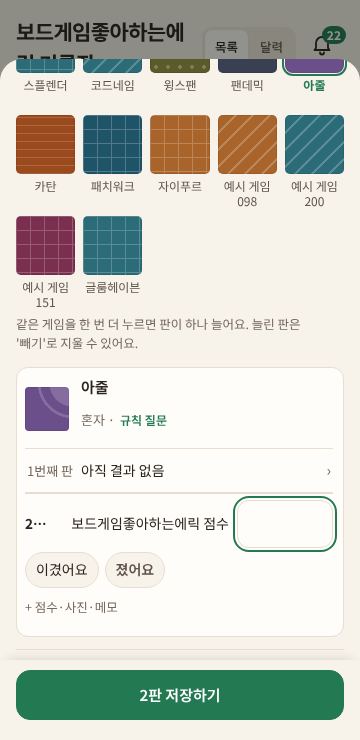 보드게임좋아하는에
목록
달력
22
스플렌더
코드네임
윙스팬
팬데믹
아줄
카탄
패치워크
자이푸르
예시 게임
098
예시 게임
200
예시 게임
151
글룸헤이븐
같은 게임을 한 번 더 누르면 판이 하나 늘어요. 늘린 판은
'빼기'로 지울 수 있어요.
아줄
혼자 · 규칙 질문
1번째 판 아직 결과 없음 ›
2… 보드게임좋아하는에릭 점수
이겼어요 졌어요
+ 점수·사진·메모
2판 저장하기